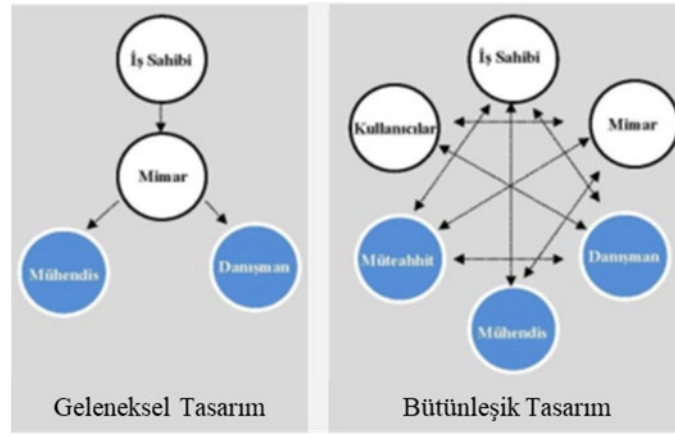 İş Sahibi
Mimar
Mühendis
Danışman
Geleneksel Tasarım
İş Sahibi
Kullanıcılar
Mimar
Müteahhit
Danışman
Mühendis
Bütünleşik Tasarım